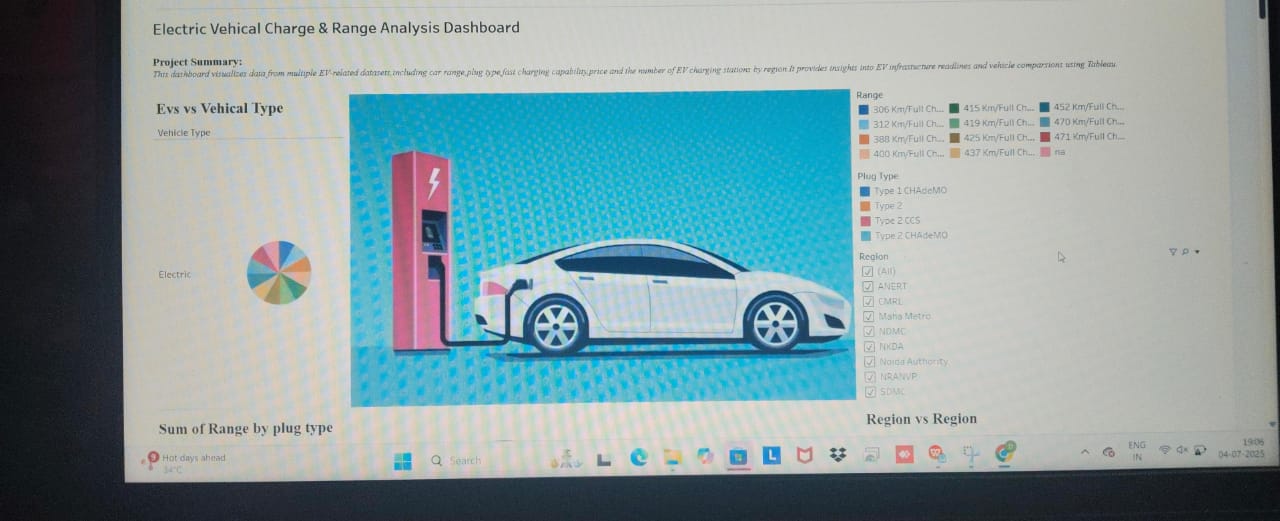 Electric Vehical Charge & Range Analysis Dashboard
Project Summary:
This dashboard visualizes data from multiple EV-related datasets, including car range, plug type, fast charging capability, price and the number of EV charging stations by region. It provides insights into EV infrastucture readlines and vehicle comparsions using Tableau.
Evs vs Vehical Type
Vehicle Type
Electric
Range
306 Km/Full Ch...
415 Km/Full Ch...
452 Km/Full Ch...
312 Km/Full Ch...
419 Km/Full Ch...
470 Km/Full Ch...
388 Km/Full Ch...
425 Km/Full Ch...
471 Km/Full Ch...
400 Km/Full Ch...
437 Km/Full Ch...
na
Plug Type
Type 1 CHAdeMO
Type 2
Type 2 CCS
Type 2 CHAdeMO
Region
(All)
ANERT
CMRL
Maha Metro
NDMC
NKDA
Noida Authority
NRANVP
SDMC
Sum of Range by plug type
Region vs Region
Hot days ahead
34°C
Search
ENG
IN
19:06
04-07-2025